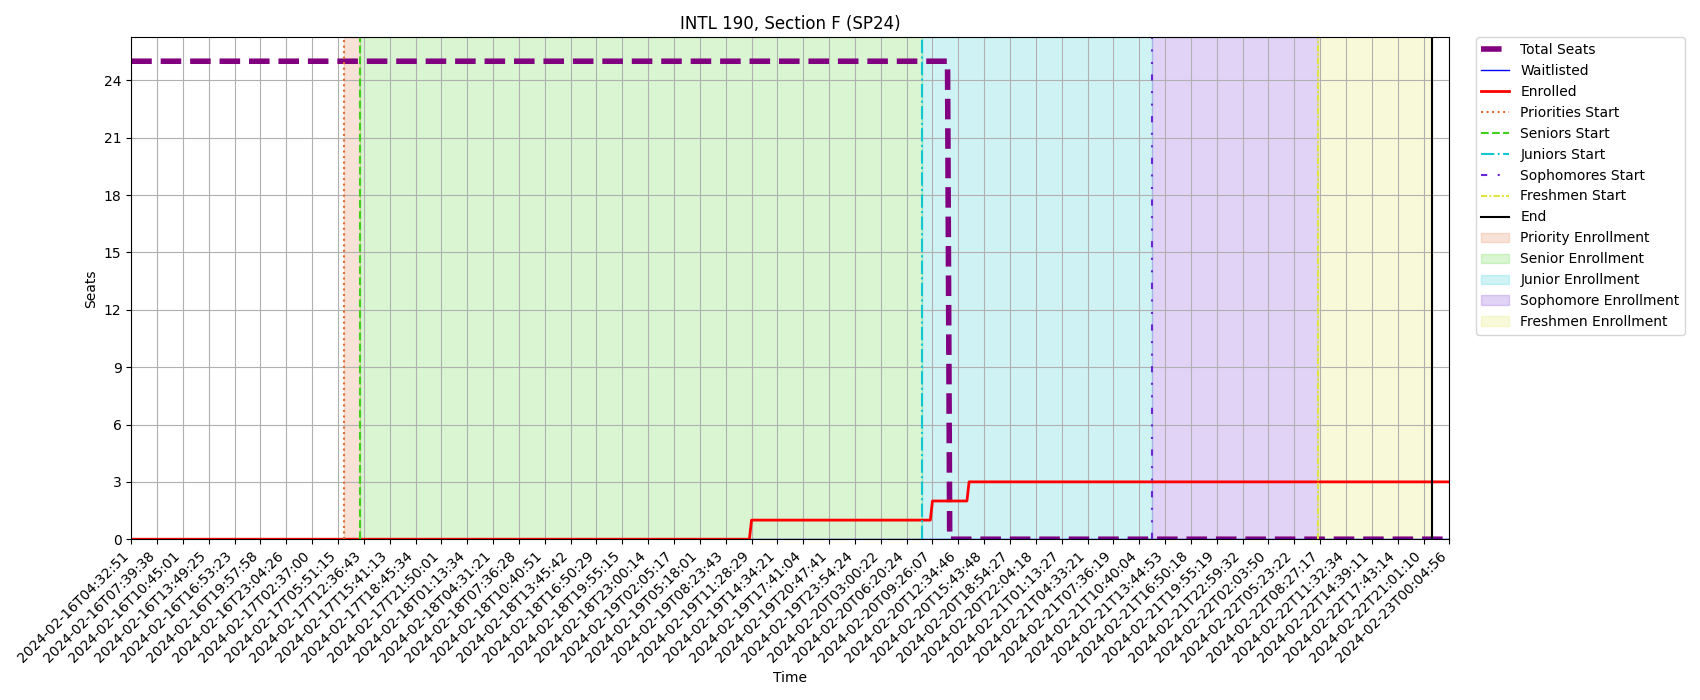 INTL 190, Section F (SP24)
Seats
24
21
18
15
12
9
6
3
0
2024-02-16T04:32:51
2024-02-16T07:39:38
2024-02-16T10:45:01
2024-02-16T13:49:25
2024-02-16T16:53:23
2024-02-16T19:57:58
2024-02-16T23:04:26
2024-02-17T02:37:00
2024-02-17T05:51:15
2024-02-17T12:36:43
2024-02-17T15:41:13
2024-02-17T18:45:34
2024-02-17T21:50:01
2024-02-18T01:13:34
2024-02-18T04:31:21
2024-02-18T07:36:28
2024-02-18T10:40:51
2024-02-18T13:45:42
2024-02-18T16:50:29
2024-02-18T19:55:15
2024-02-18T23:00:14
2024-02-19T02:05:17
2024-02-19T05:18:01
2024-02-19T08:23:43
2024-02-19T11:28:29
2024-02-19T14:34:21
2024-02-19T17:41:04
2024-02-19T20:47:41
2024-02-19T23:54:24
2024-02-20T03:00:22
2024-02-20T06:20:24
2024-02-20T09:26:07
2024-02-20T12:34:46
2024-02-20T15:43:48
2024-02-20T18:54:27
2024-02-20T22:04:18
2024-02-21T01:13:27
2024-02-21T04:33:21
2024-02-21T07:36:19
2024-02-21T10:40:04
2024-02-21T13:44:53
2024-02-21T16:50:18
2024-02-21T19:55:19
2024-02-21T22:59:32
2024-02-22T02:03:50
2024-02-22T05:23:22
2024-02-22T08:27:17
2024-02-22T11:32:34
2024-02-22T14:39:11
2024-02-22T17:43:14
2024-02-22T21:01:10
2024-02-23T00:04:56
Time
Total Seats
Waitlisted
Enrolled
Priorities Start
Seniors Start
Juniors Start
Sophomores Start
Freshmen Start
End
Priority Enrollment
Senior Enrollment
Junior Enrollment
Sophomore Enrollment
Freshmen Enrollment